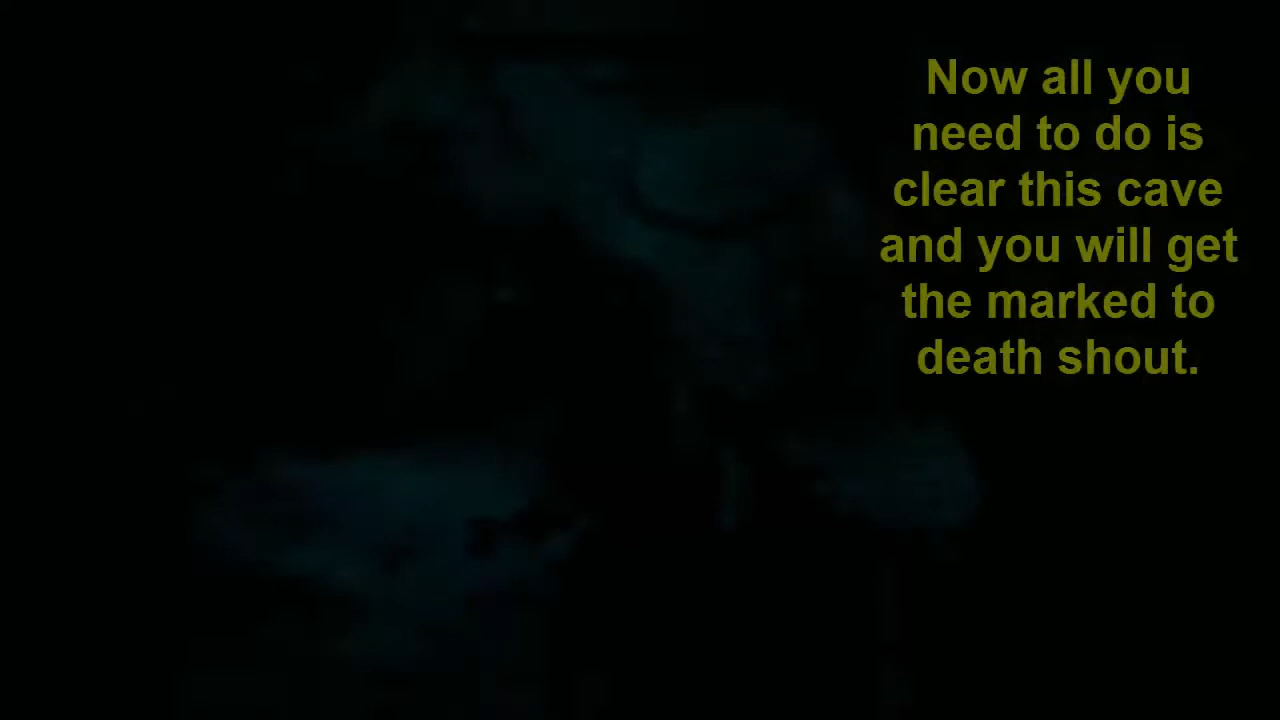 Now all you
need to do is
clear this cave
and you will get
the marked to
death shout.